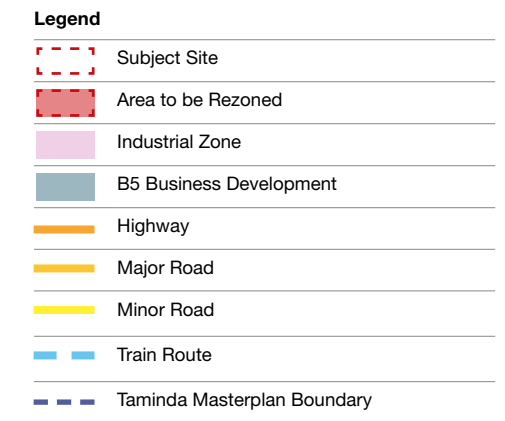 Legend
Subject Site
Area to be Rezoned
Industrial Zone
B5 Business Development
Highway
Major Road
Minor Road
Train Route
Taminda Masterplan Boundary